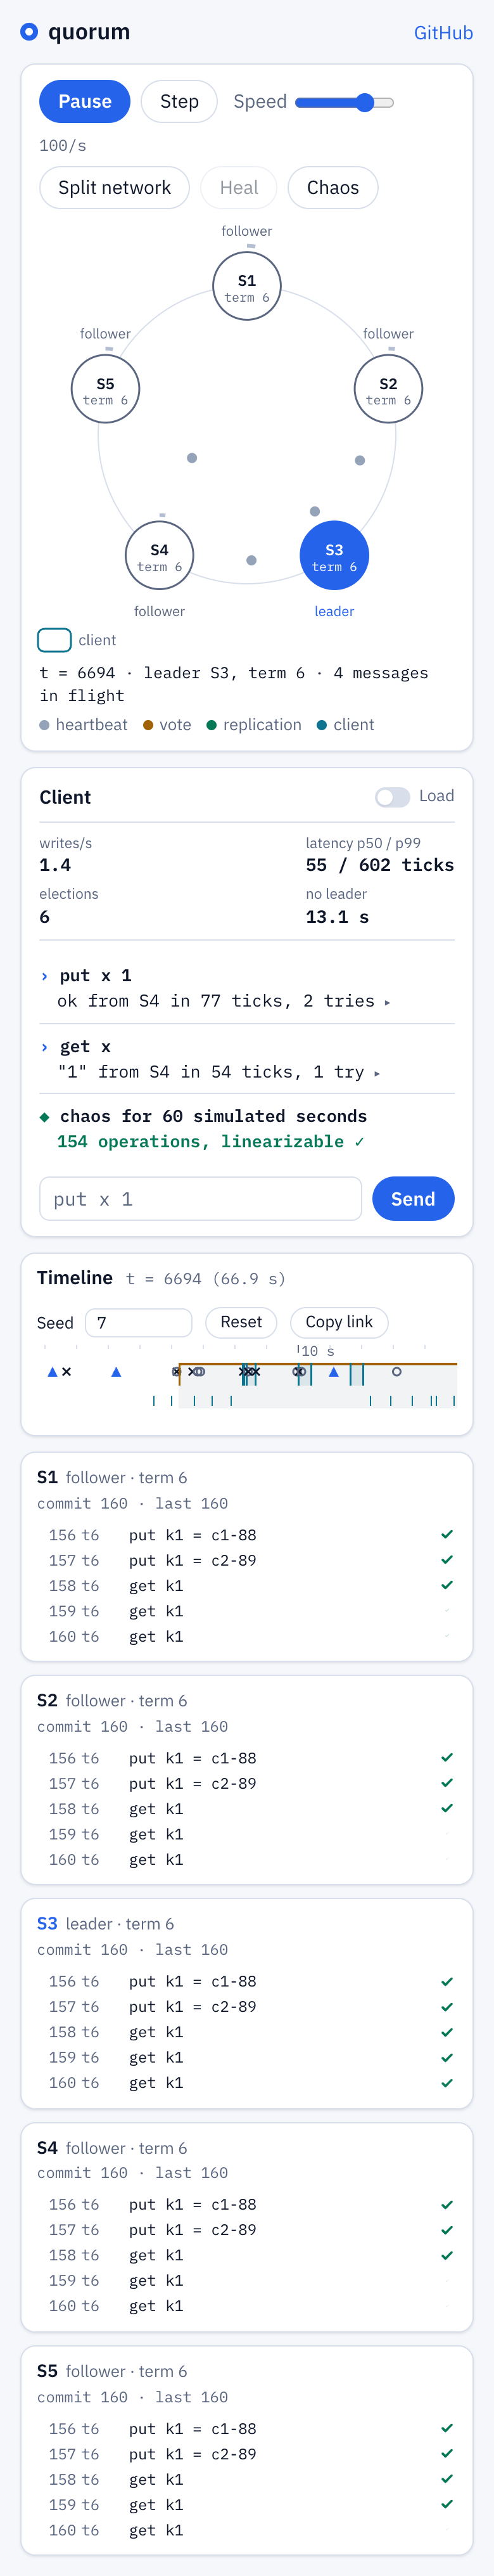 quorum
GitHub
Pause
Step
Speed
100/s
Split network
Heal
Chaos
follower
S1
term 6
follower
follower
S5
term 6
S2
term 6
S4
term 6
S3
term 6
follower
leader
client
t = 6694 · leader S3, term 6 · 4 messages
in flight
heartbeat
vote
replication
client
Client
Load
writes/s
latency p50 / p99
1.4
55 / 602 ticks
elections
no leader
6
13.1 s
› put x 1
ok from S4 in 77 ticks, 2 tries ▸
› get x
"1" from S4 in 54 ticks, 1 try ▸
◆ chaos for 60 simulated seconds
154 operations, linearizable ✓
put x 1
Send
Timeline t = 6694 (66.9 s)
Seed
7
Reset
Copy link
10 s
S1 follower · term 6
commit 160 · last 160
156 t6 put k1 = c1-88 ✓
157 t6 put k1 = c2-89 ✓
158 t6 get k1 ✓
159 t6 get k1
160 t6 get k1
S2 follower · term 6
commit 160 · last 160
156 t6 put k1 = c1-88 ✓
157 t6 put k1 = c2-89 ✓
158 t6 get k1 ✓
159 t6 get k1
160 t6 get k1
S3 leader · term 6
commit 160 · last 160
156 t6 put k1 = c1-88 ✓
157 t6 put k1 = c2-89 ✓
158 t6 get k1 ✓
159 t6 get k1 ✓
160 t6 get k1 ✓
S4 follower · term 6
commit 160 · last 160
156 t6 put k1 = c1-88 ✓
157 t6 put k1 = c2-89 ✓
158 t6 get k1 ✓
159 t6 get k1
160 t6 get k1
S5 follower · term 6
commit 160 · last 160
156 t6 put k1 = c1-88 ✓
157 t6 put k1 = c2-89 ✓
158 t6 get k1 ✓
159 t6 get k1 ✓
160 t6 get k1